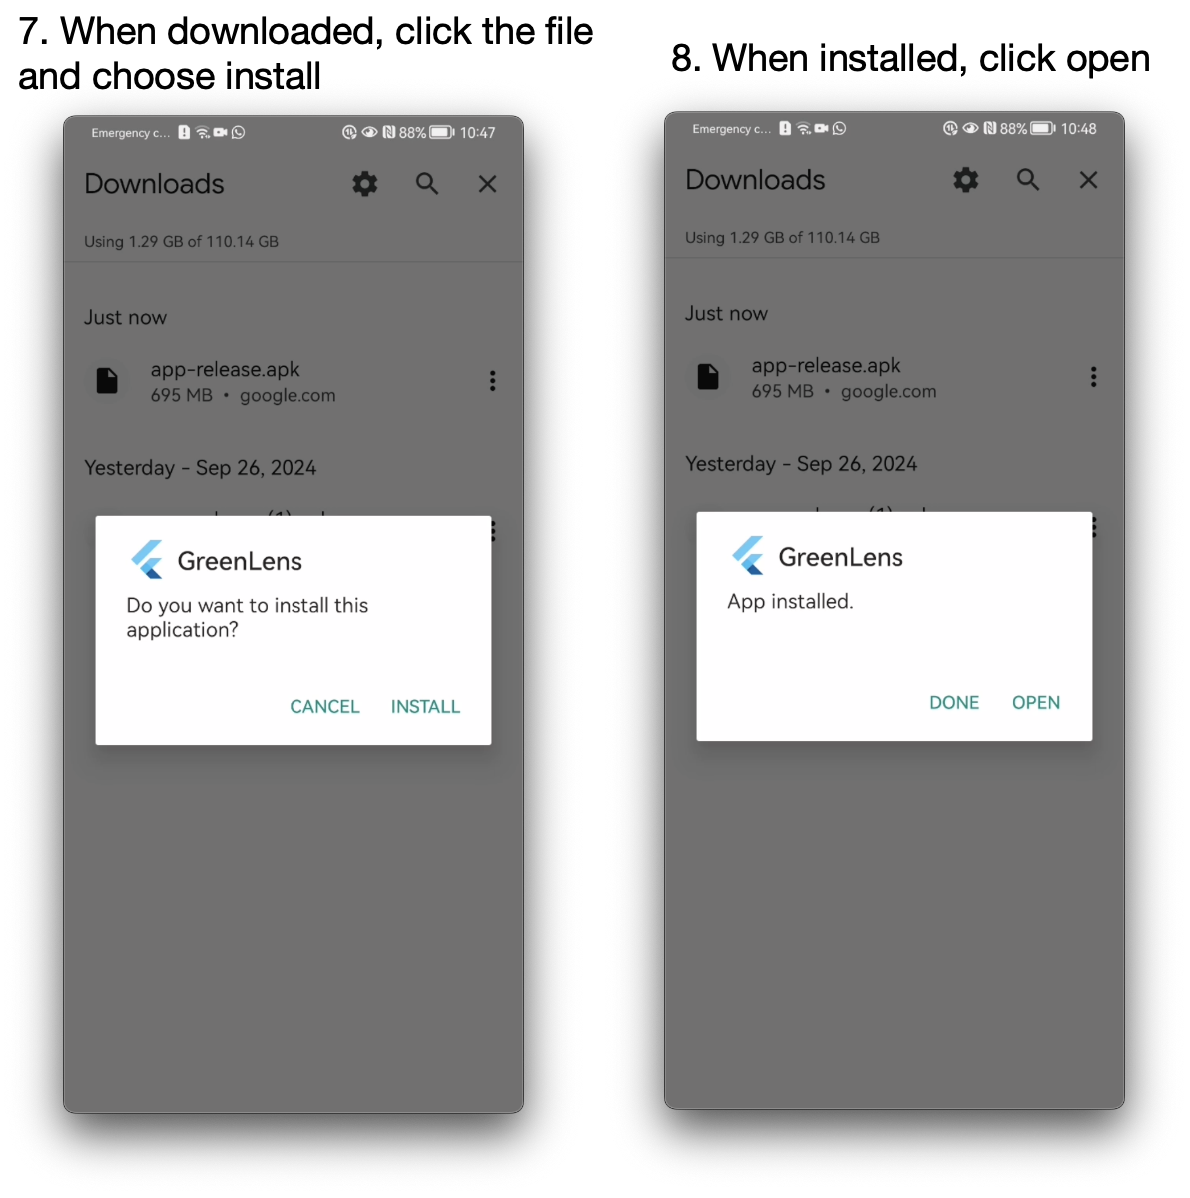 7. When downloaded, click the file
and choose install
Emergency c... 88% 10:47
Downloads
Using 1.29 GB of 110.14 GB
Just now
app-release.apk
695 MB • google.com
Yesterday - Sep 26, 2024
GreenLens
Do you want to install this
application?
CANCEL INSTALL
8. When installed, click open
Emergency c... 88% 10:48
Downloads
Using 1.29 GB of 110.14 GB
Just now
app-release.apk
695 MB • google.com
Yesterday - Sep 26, 2024
GreenLens
App installed.
DONE OPEN